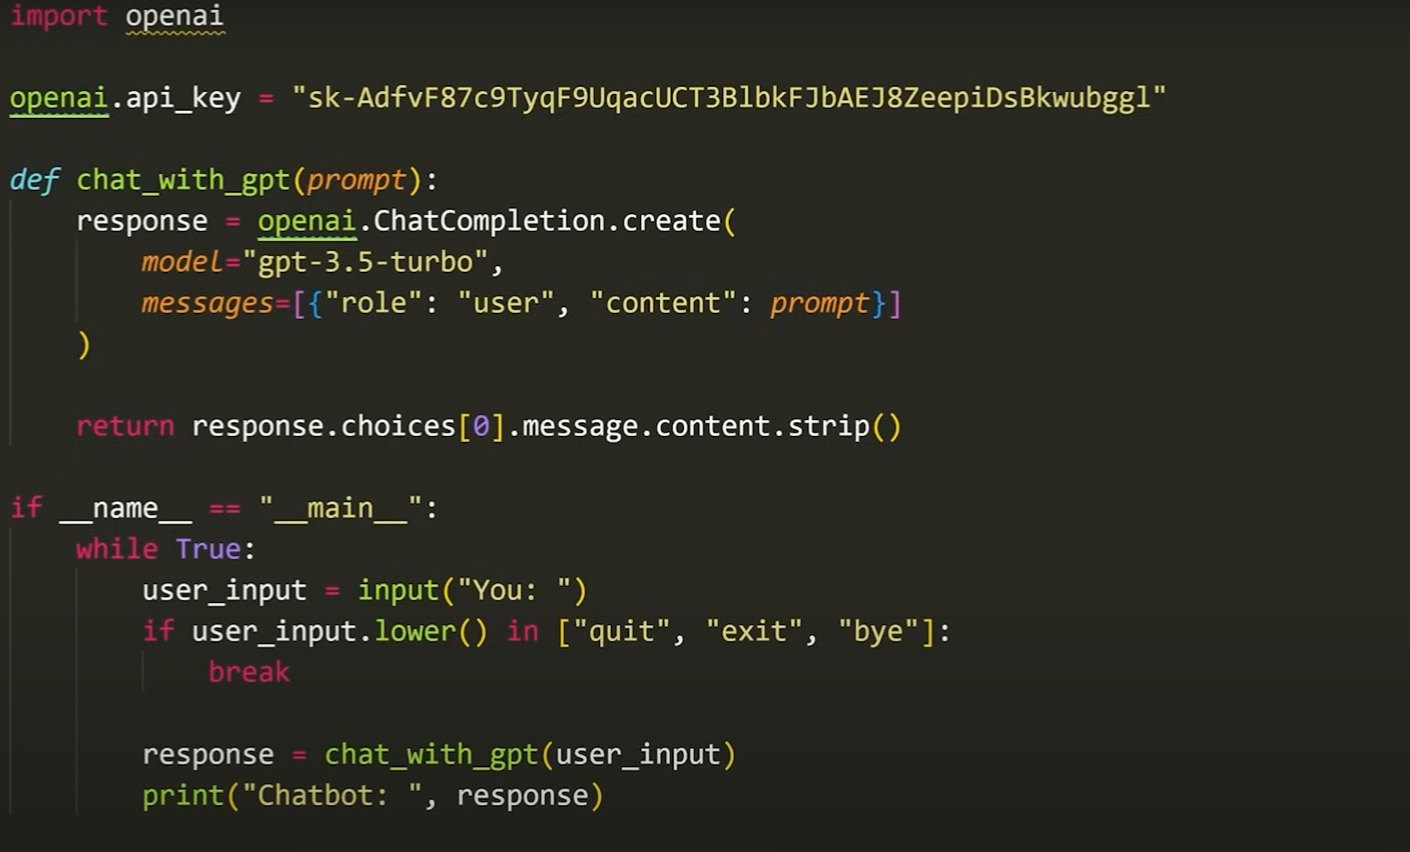 import openai
openai.api_key = "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"
def chat_with_gpt(prompt):
response = openai.ChatCompletion.create(
model="gpt-3.5-turbo",
messages=[{"role": "user", "content": prompt}]
)
return response.choices[0].message.content.strip()
if __name__ == "__main__":
while True:
user_input = input("You: ")
if user_input.lower() in ["quit", "exit", "bye"]:
break
response = chat_with_gpt(user_input)
print("Chatbot: ", response)